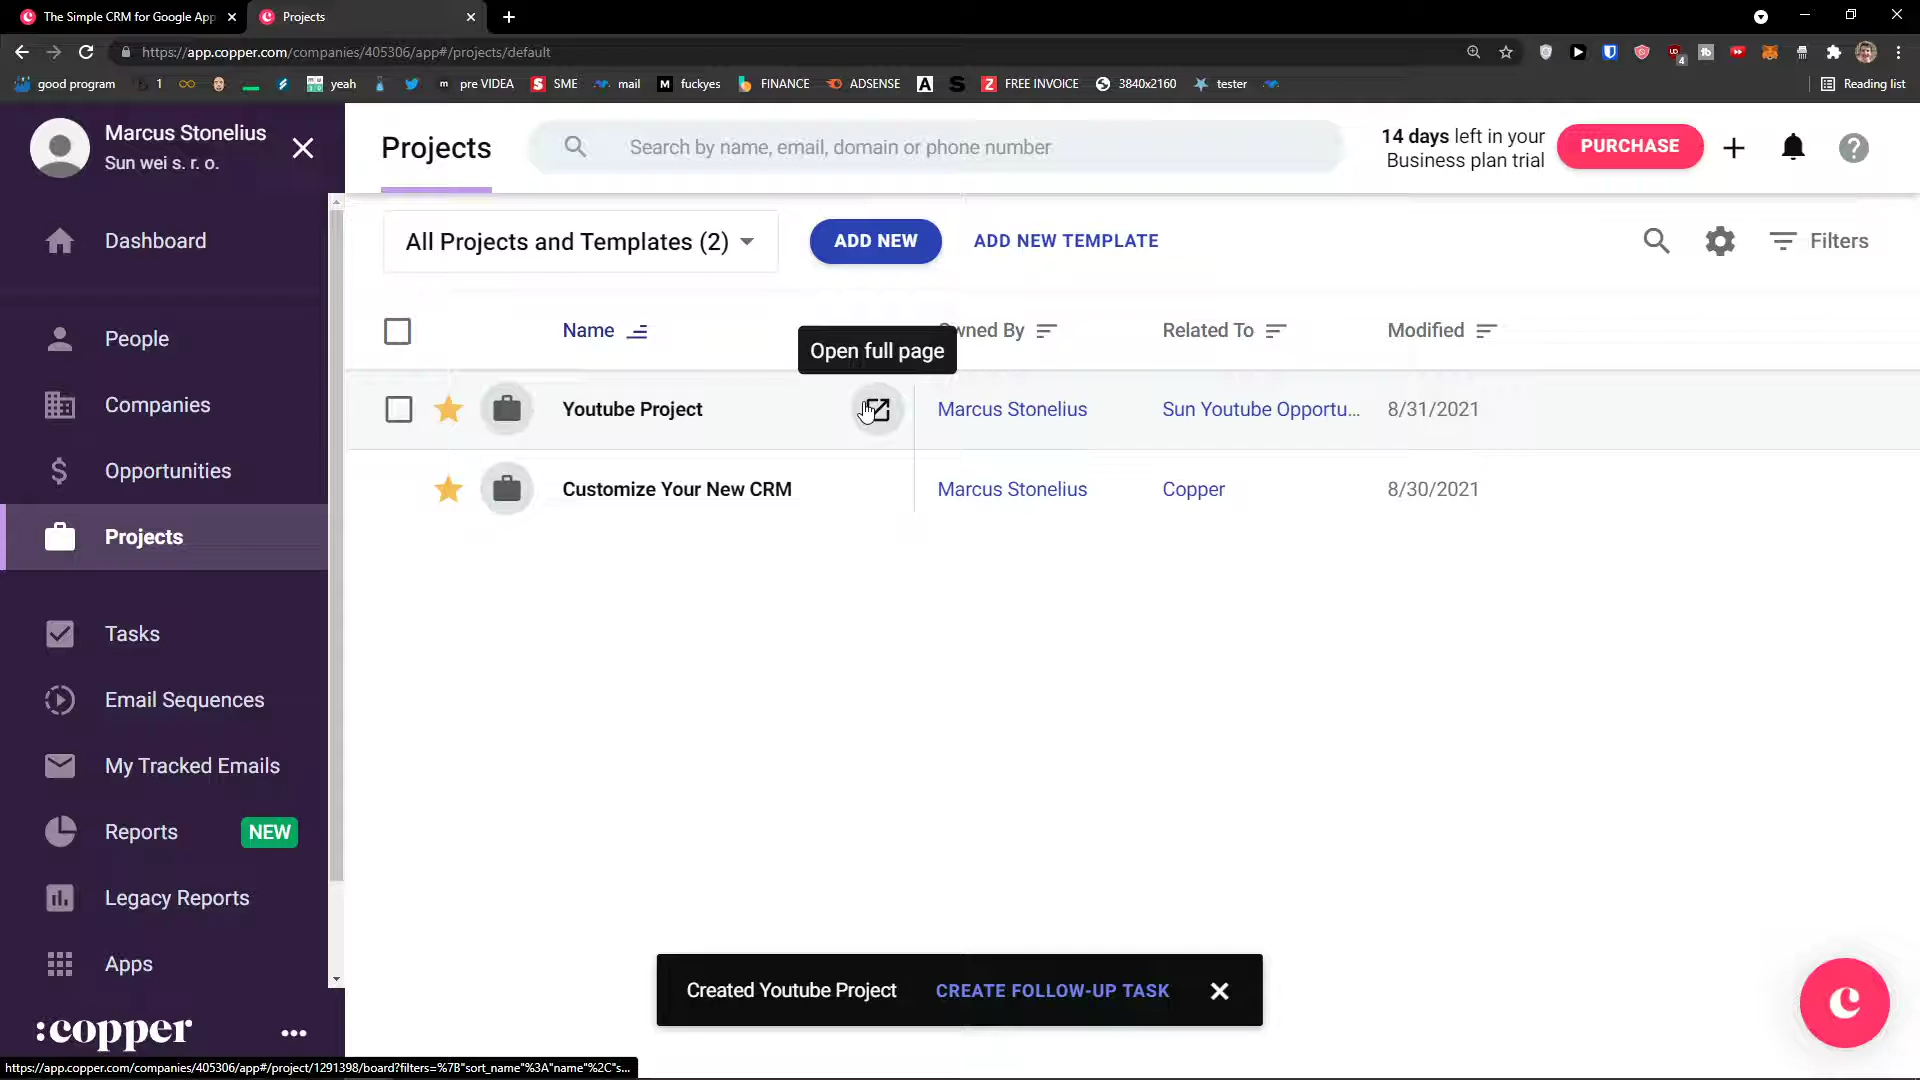 The Simple CRM for Google App
Projects
https://app.copper.com/companies/405306/app#/projects/default
4
good program
1
yeah
pre VIDEA
SME
mail
fuckyes
FINANCE
ADSENSE
FREE INVOICE
3840x2160
tester
Reading list
Marcus Stonelius
Sun wei s. r. o.
Projects
Search by name, email, domain or phone number
14 days left in your
Business plan trial
PURCHASE
Dashboard
People
Companies
Opportunities
Projects
Tasks
Email Sequences
My Tracked Emails
Reports
NEW
Legacy Reports
Apps
:copper
All Projects and Templates (2)
ADD NEW
ADD NEW TEMPLATE
Filters
Name
Owned By
Related To
Modified
Open full page
Youtube Project
Marcus Stonelius
Sun Youtube Opportu...
8/31/2021
Customize Your New CRM
Marcus Stonelius
Copper
8/30/2021
Created Youtube Project
CREATE FOLLOW-UP TASK
https://app.copper.com/companies/405306/app#/project/1291398/board?filters=%7B"sort_name"%3A"name"%2C"s...